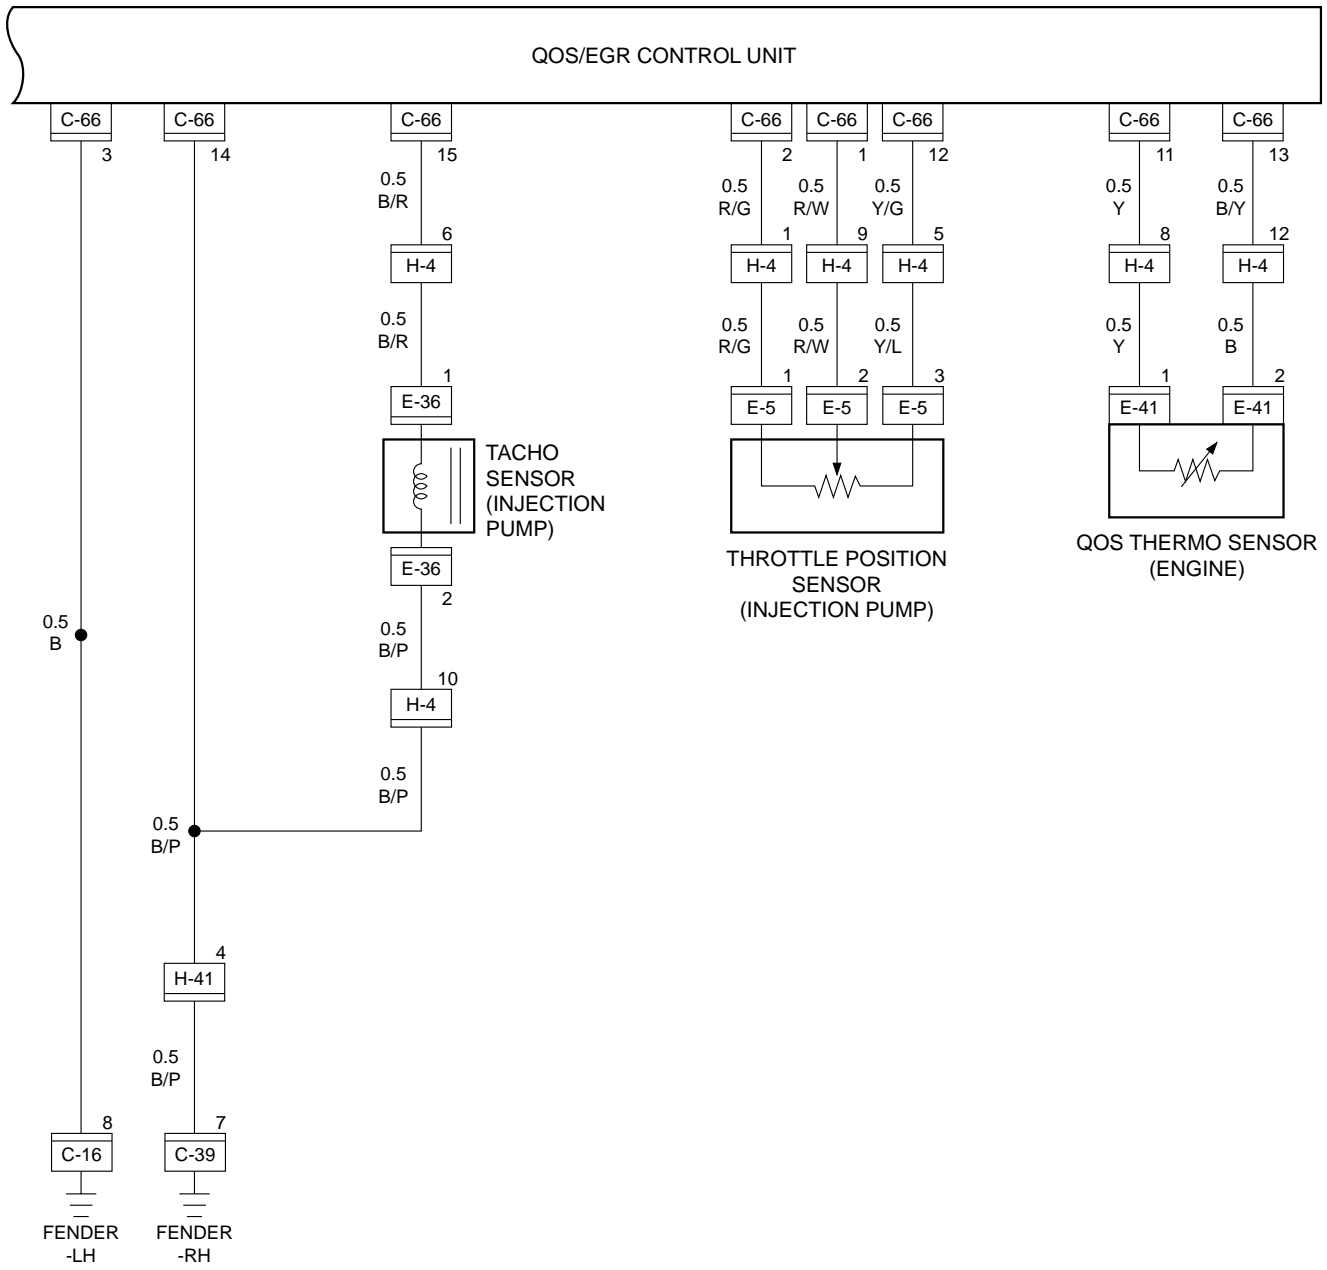 QOS/EGR CONTROL UNIT
C-66 C-66 C-66 C-66 C-66 C-66 C-66 C-66
3 14 15 2 1 12 11 13
0.5 0.5 0.5 0.5 0.5 0.5
B/R R/G R/W Y/G Y B/Y
6 1 9 5 8 12
H-4 H-4 H-4 H-4 H-4 H-4
0.5 0.5 0.5 0.5 0.5 0.5
B/R R/G R/W Y/L Y B
1 1 2 3 1 2
E-36 E-5 E-5 E-5 E-41 E-41
TACHO
SENSOR
(INJECTION
PUMP)
THROTTLE POSITION
SENSOR
(INJECTION PUMP)
QOS THERMO SENSOR
(ENGINE)
E-36
2
0.5
B
0.5
B/P
10
H-4
0.5
B/P
0.5
B/P
4
H-41
0.5
B/P
8 7
C-16 C-39
FENDER FENDER
-LH -RH